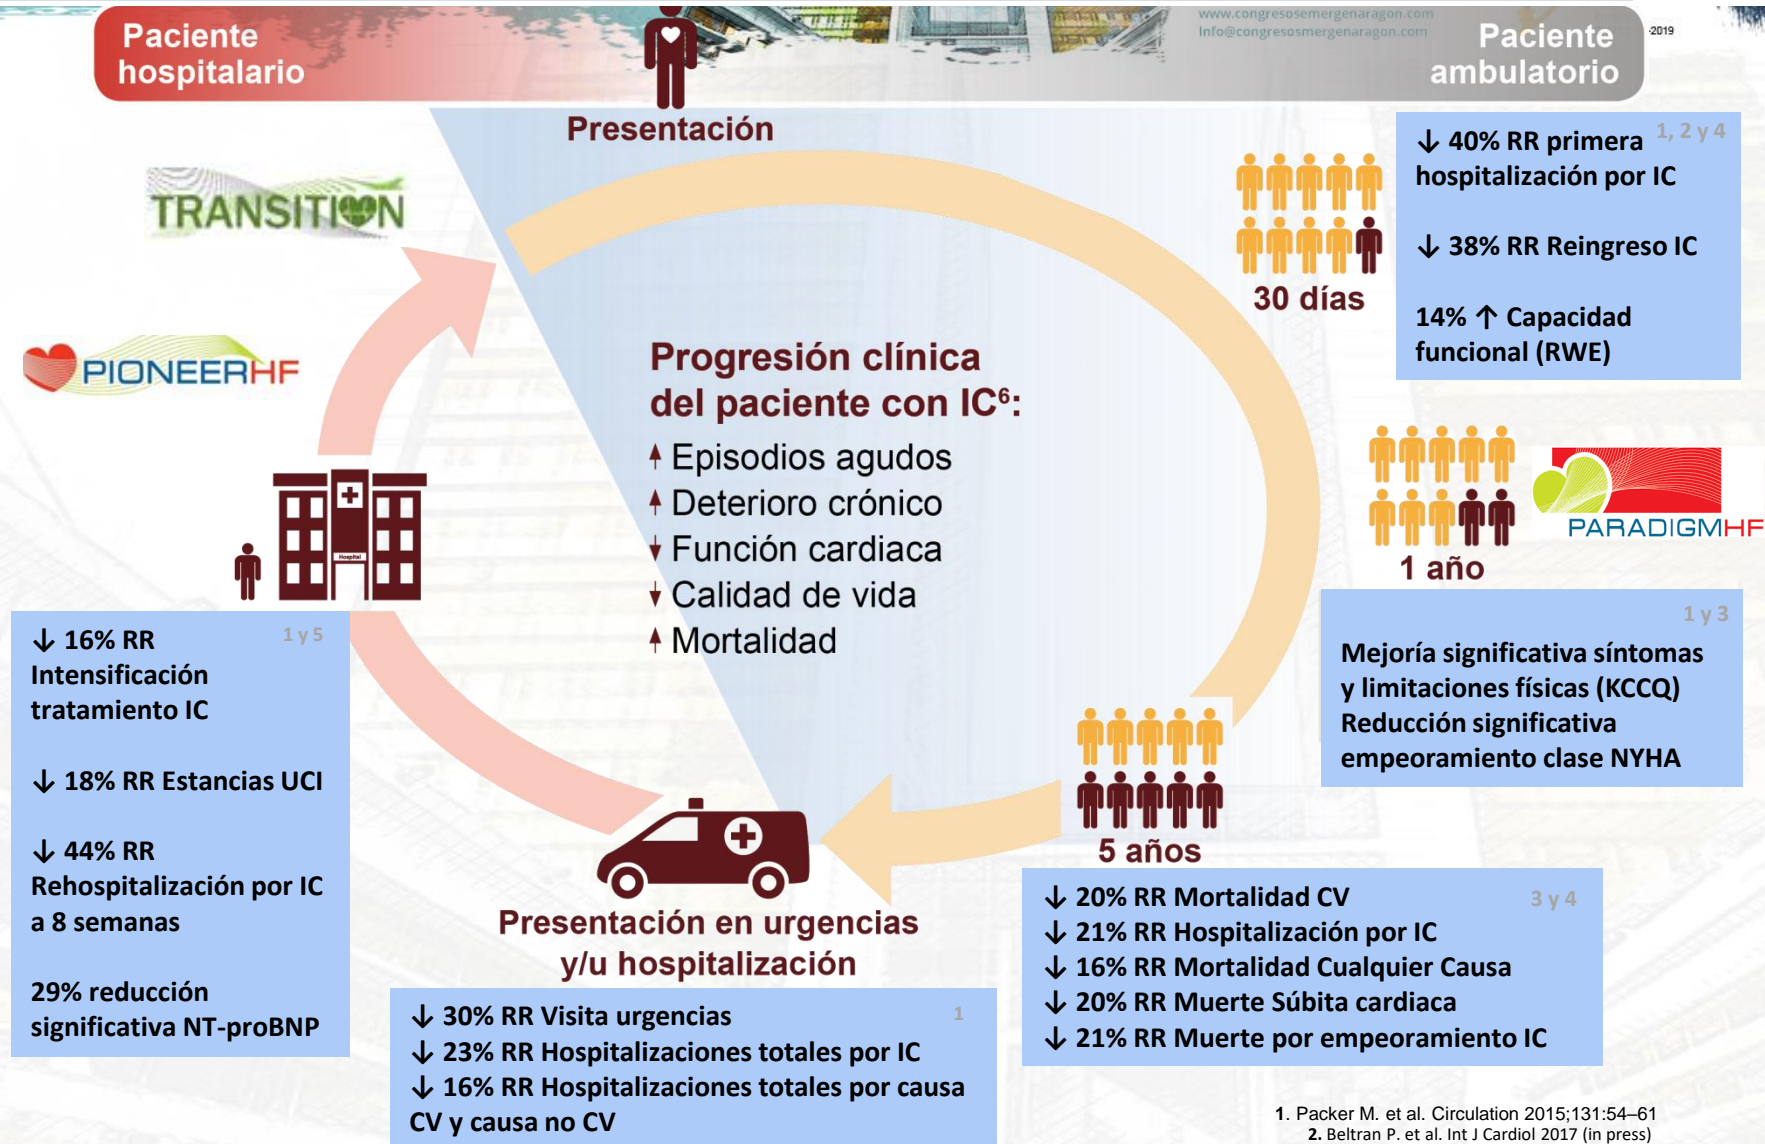 www.congresosemergenaragon.com
Info@congresosmergenaragon.com
-2019
Paciente
hospitalario
Paciente
ambulatorio
Presentación
TRANSITION
PIONEERHF
↓ 40% RR primera 1, 2 y 4
hospitalización por IC
↓ 38% RR Reingreso IC
14% ↑ Capacidad
funcional (RWE)
30 días
Progresión clínica
del paciente con IC⁶:
↑ Episodios agudos
↑ Deterioro crónico
↓ Función cardiaca
↓ Calidad de vida
↑ Mortalidad
PARADIGMHF
1 año
1 y 3
Mejoría significativa síntomas
y limitaciones físicas (KCCQ)
Reducción significativa
empeoramiento clase NYHA
Hospital
↓ 16% RR 1 y 5
Intensificación
tratamiento IC
↓ 18% RR Estancias UCI
↓ 44% RR
Rehospitalización por IC
a 8 semanas
29% reducción
significativa NT-proBNP
5 años
↓ 20% RR Mortalidad CV 3 y 4
↓ 21% RR Hospitalización por IC
↓ 16% RR Mortalidad Cualquier Causa
↓ 20% RR Muerte Súbita cardiaca
↓ 21% RR Muerte por empeoramiento IC
Presentación en urgencias
y/u hospitalización
↓ 30% RR Visita urgencias 1
↓ 23% RR Hospitalizaciones totales por IC
↓ 16% RR Hospitalizaciones totales por causa
CV y causa no CV
1. Packer M. et al. Circulation 2015;131:54–61
2. Beltran P. et al. Int J Cardiol 2017 (in press)